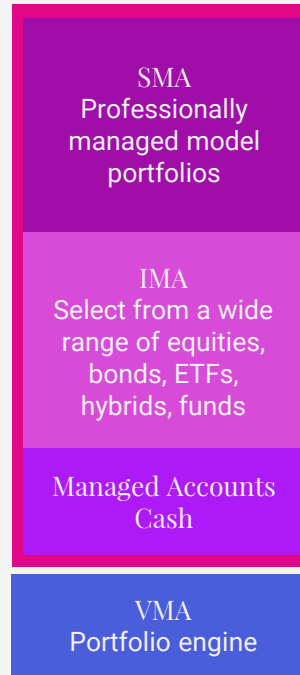 SMA
Professionally
managed model
portfolios
IMA
Select from a wide
range of equities,
bonds, ETFs,
hybrids, funds
Managed Accounts
Cash
VMA
Portfolio engine